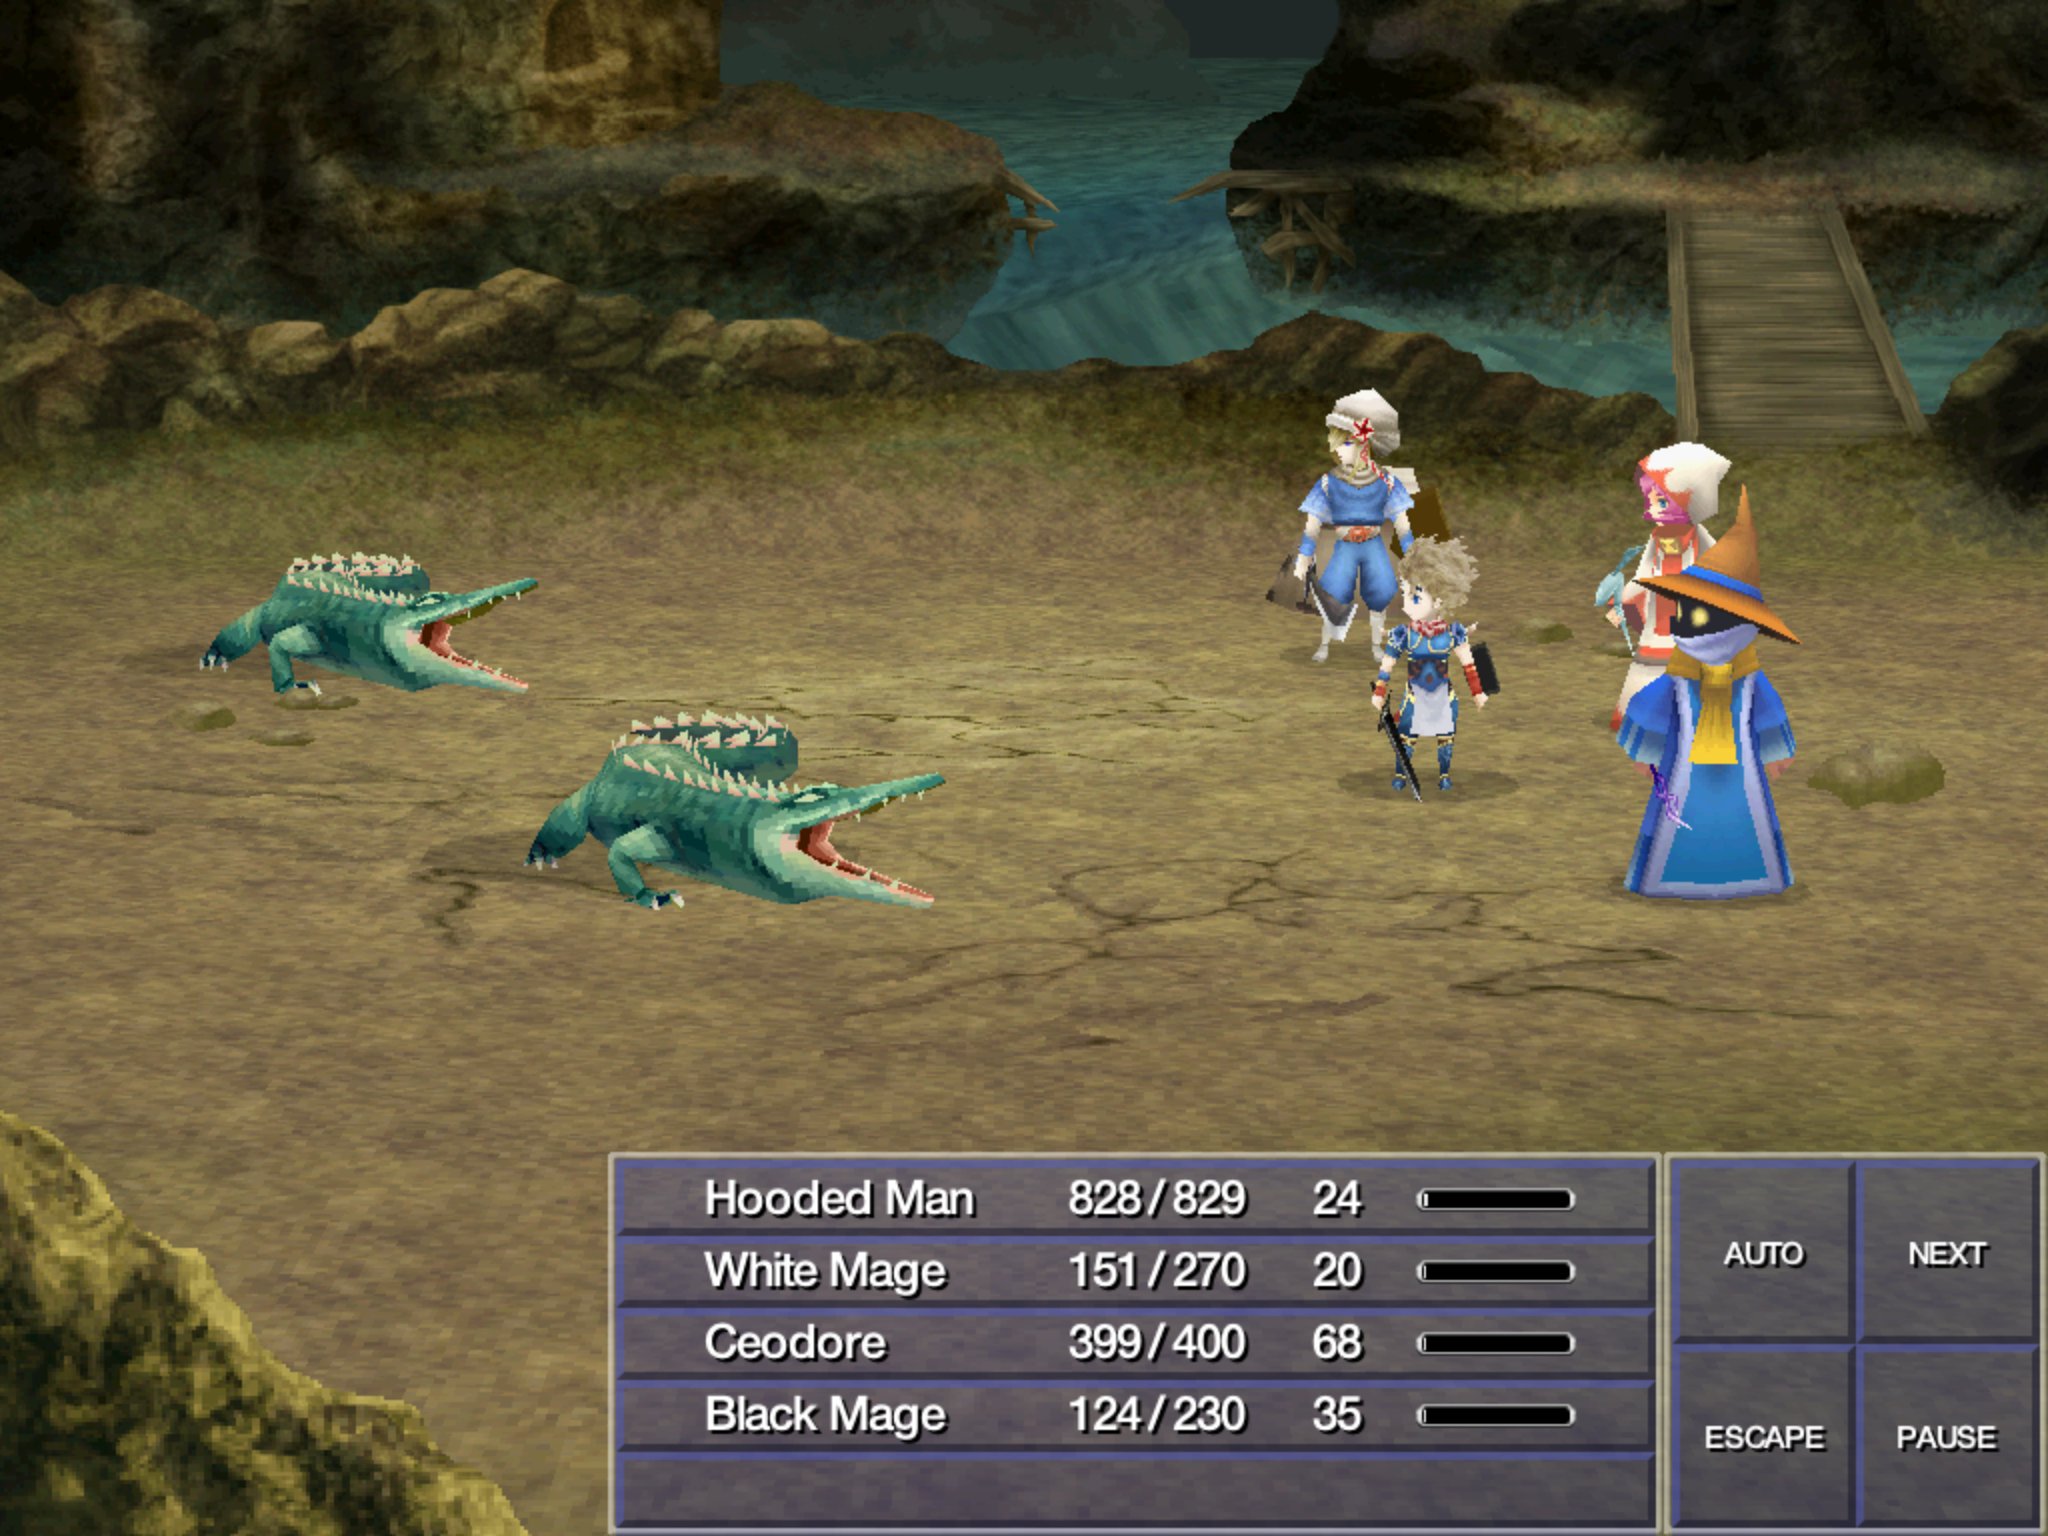 Hooded Man 828/829 24
White Mage 151/270 20
Ceodore 399/400 68
Black Mage 124/230 35
AUTO NEXT
ESCAPE PAUSE